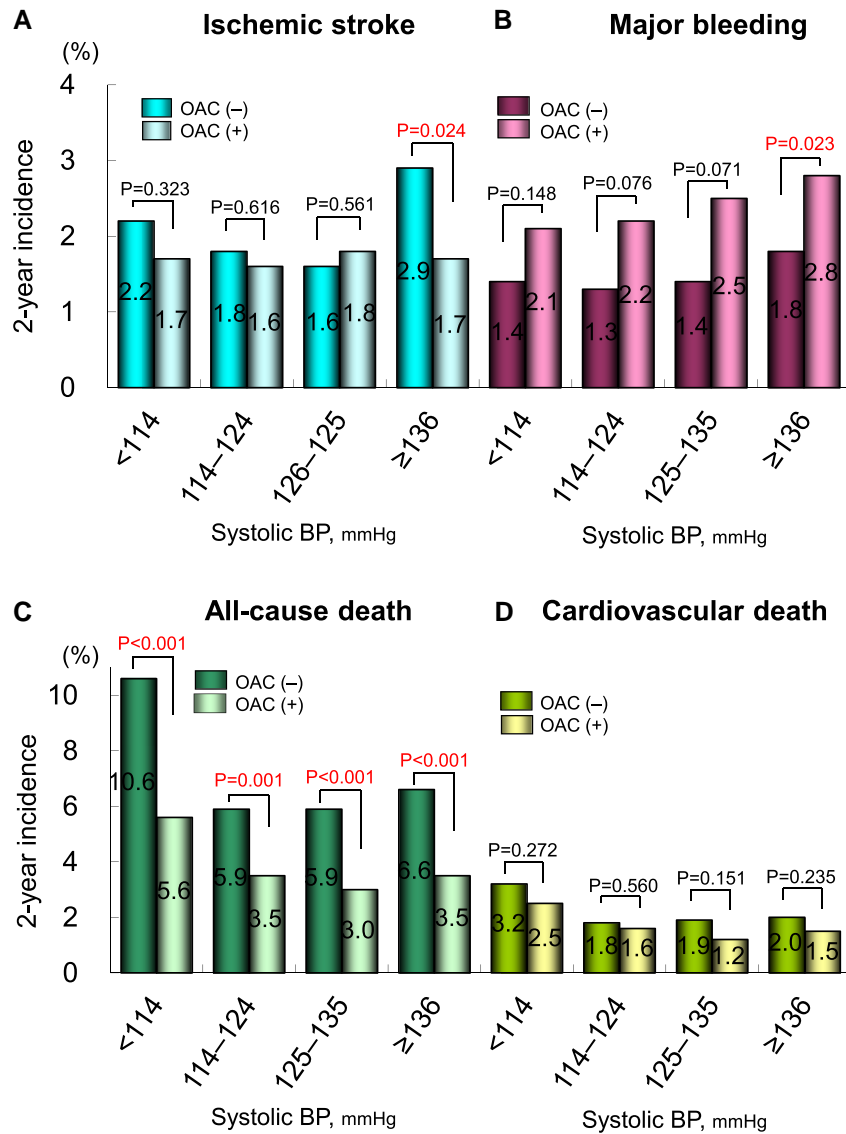 A Ischemic stroke
B Major bleeding
(%)
4
3
2
1
0
2-year incidence
OAC (–)
OAC (+)
P=0.323
P=0.616
P=0.561
P=0.024
2.2
1.7
1.8
1.6
1.6
1.8
2.9
1.7
<114
114–124
126–125
≥136
Systolic BP, mmHg
OAC (–)
OAC (+)
P=0.148
P=0.076
P=0.071
P=0.023
1.4
2.1
1.3
2.2
1.4
2.5
1.8
2.8
<114
114–124
125–135
≥136
Systolic BP, mmHg
C All-cause death
D Cardiovascular death
(%)
10
8
6
4
2
0
2-year incidence
OAC (–)
OAC (+)
P<0.001
P=0.001
P<0.001
P<0.001
10.6
5.6
5.9
3.5
5.9
3.0
6.6
3.5
<114
114–124
125–135
≥136
Systolic BP, mmHg
OAC (–)
OAC (+)
P=0.272
P=0.560
P=0.151
P=0.235
3.2
2.5
1.8
1.6
1.9
1.2
2.0
1.5
<114
114–124
125–135
≥136
Systolic BP, mmHg